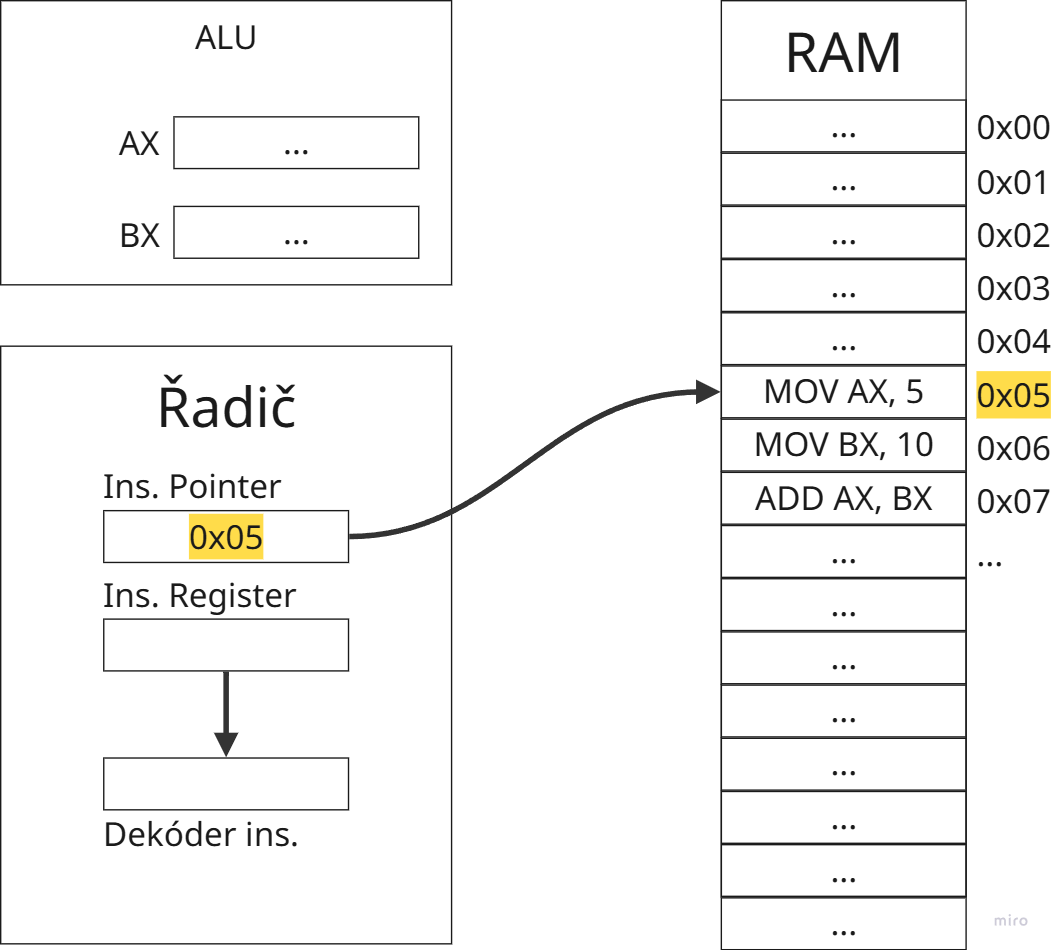 ALU
AX ...
BX ...
Řadič
Ins. Pointer
0x05
Ins. Register
Dekóder ins.
RAM
... 0x00
... 0x01
... 0x02
... 0x03
... 0x04
MOV AX, 5 0x05
MOV BX, 10 0x06
ADD AX, BX 0x07
... ...
...
...
...
...
...
...
...
miro